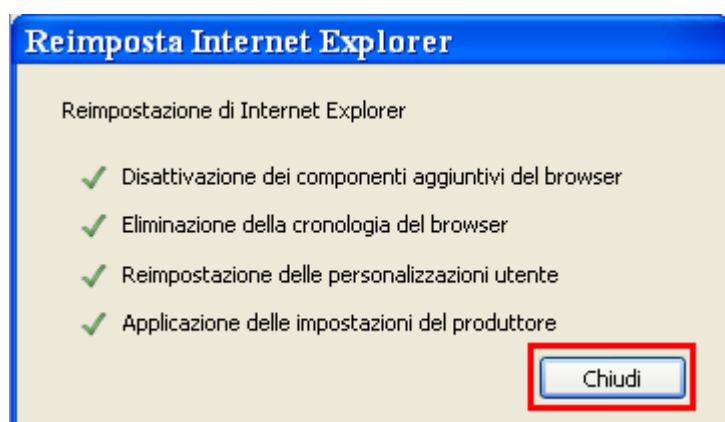 Reimposta Internet Explorer
Reimpostazione di Internet Explorer
Disattivazione dei componenti aggiuntivi del browser
Eliminazione della cronologia del browser
Reimpostazione delle personalizzazioni utente
Applicazione delle impostazioni del produttore
Chiudi